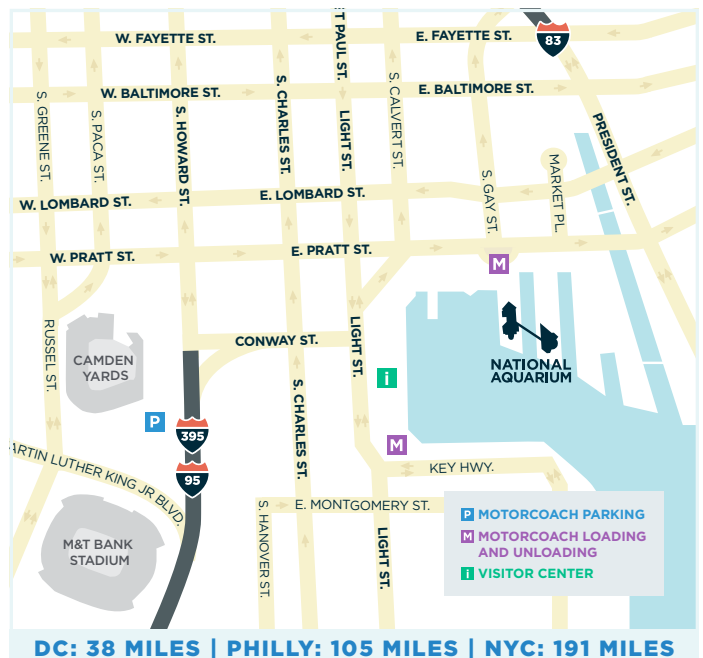 T PAUL ST.
W. FAYETTE ST.
E. FAYETTE ST.
83
W. BALTIMORE ST.
E. BALTIMORE ST.
S. GREENE ST.
S. PACA ST.
S. HOWARD ST.
S. CHARLES ST.
LIGHT ST.
S. CALVERT ST.
S. GAY ST.
MARKET PL.
PRESIDENT ST.
W. LOMBARD ST.
E. LOMBARD ST.
W. PRATT ST.
E. PRATT ST.
M
RUSSEL ST.
CAMDEN
YARDS
CONWAY ST.
LIGHT ST.
NATIONAL
AQUARIUM
i
S. CHARLES ST.
P
395
M
95
ARTIN LUTHER KING JR BLVD.
KEY HWY.
M&T BANK
STADIUM
S. HANOVER ST.
E. MONTGOMERY ST.
LIGHT ST.
P MOTORCOACH PARKING
M MOTORCOACH LOADING
AND UNLOADING
i VISITOR CENTER
DC: 38 MILES | PHILLY: 105 MILES | NYC: 191 MILES